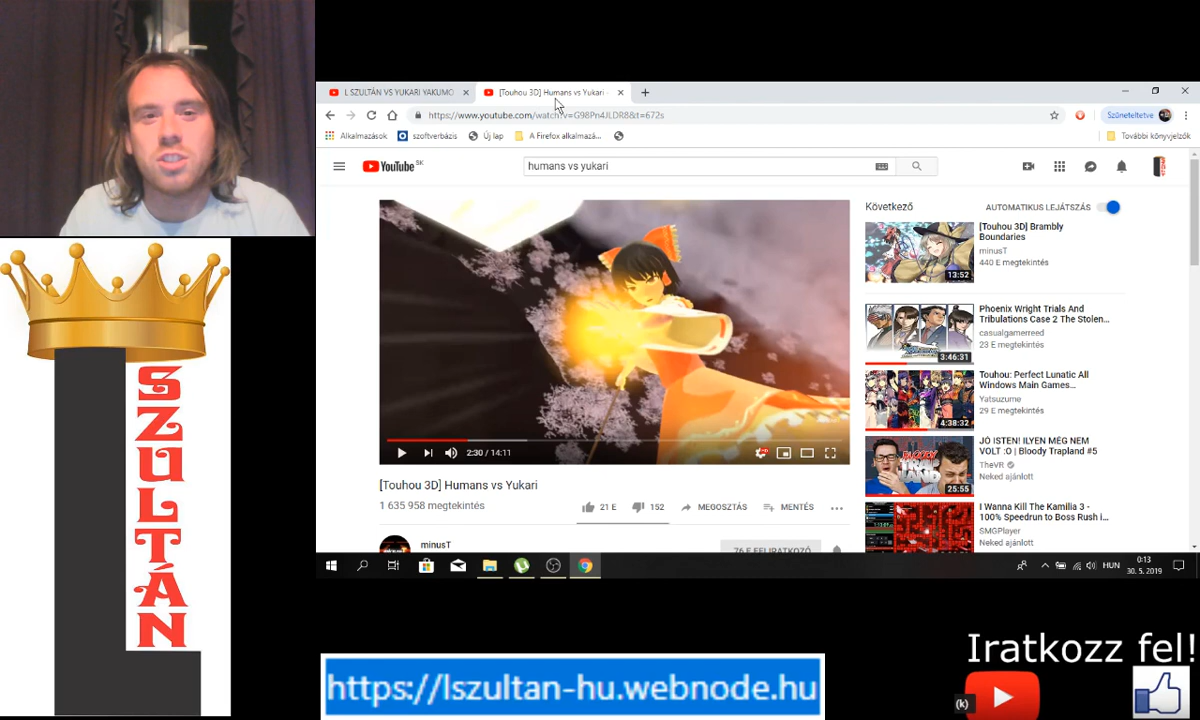 L SZULTÁN VS YUKARI YAKUMO
[Touhou 3D] Humans vs Yukari -
https://www.youtube.com/watch?v=G98Pn4JLDR8&t=672s
Szüneteltetve
Alkalmazások
szoftverbázis
Új lap
A Firefox alkalmazá...
További könyvjelzők
YouTube SK
humans vs yukari
Következő
AUTOMATIKUS LEJÁTSZÁS
[Touhou 3D] Brambly
Boundaries
minusT
440 E megtekintés
13:52
Phoenix Wright Trials And
Tribulations Case 2 The Stolen...
casualgamerreed
23 E megtekintés
3:46:31
Touhou: Perfect Lunatic All
Windows Main Games...
Yatsuzume
29 E megtekintés
4:38:32
JÓ ISTEN! ILYEN MÉG NEM
VOLT :O | Bloody Trapland #5
TheVR
Neked ajánlott
BLOODY
TRAP
LAND
25:55
I Wanna Kill The Kamilia 3 -
100% Speedrun to Boss Rush i...
SMGPlayer
Neked ajánlott
2:30 / 14:11
[Touhou 3D] Humans vs Yukari
1 635 958 megtekintés
21 E
152
MEGOSZTÁS
MENTÉS
minusT
76 E FELIRATKOZÓ
HUN
0:13
30. 5. 2019
L
SZULTÁN
https://lszultan-hu.webnode.hu
Iratkozz fel!
(k)